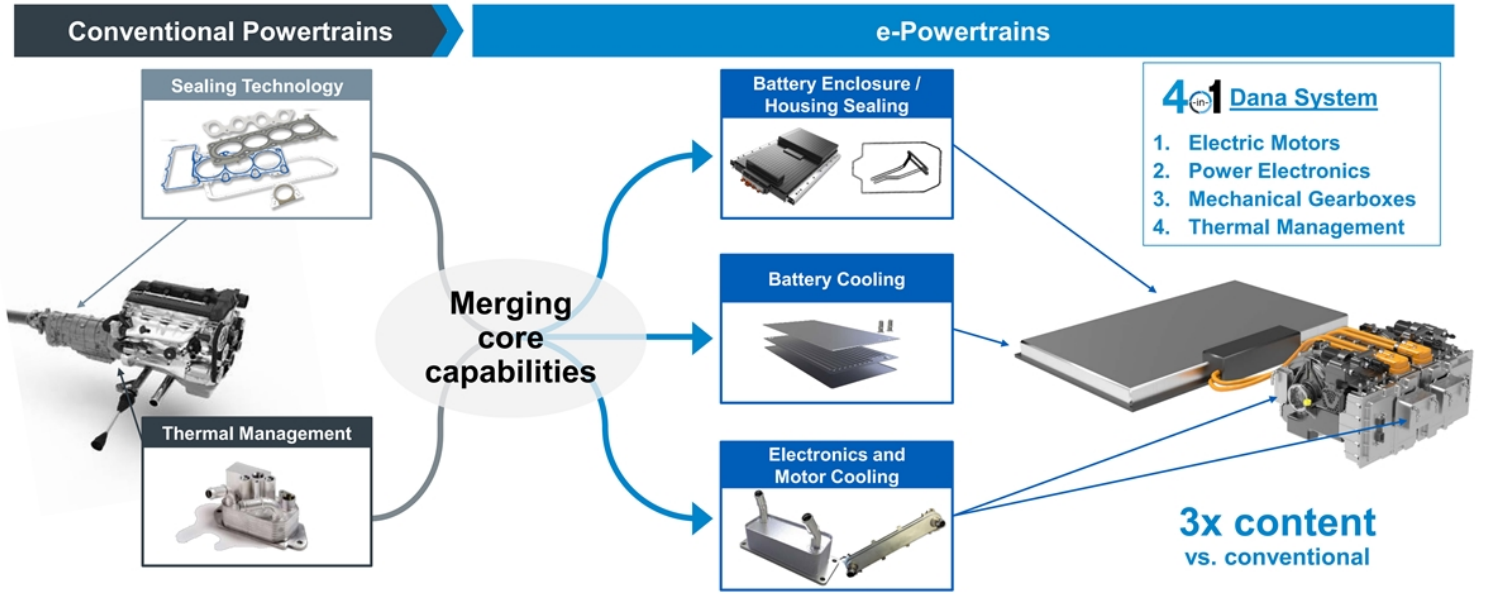 Conventional Powertrains
e-Powertrains
Sealing Technology
Thermal Management
Merging
core
capabilities
Battery Enclosure /
Housing Sealing
Battery Cooling
Electronics and
Motor Cooling
4-in-1 Dana System
1. Electric Motors
2. Power Electronics
3. Mechanical Gearboxes
4. Thermal Management
3x content
vs. conventional